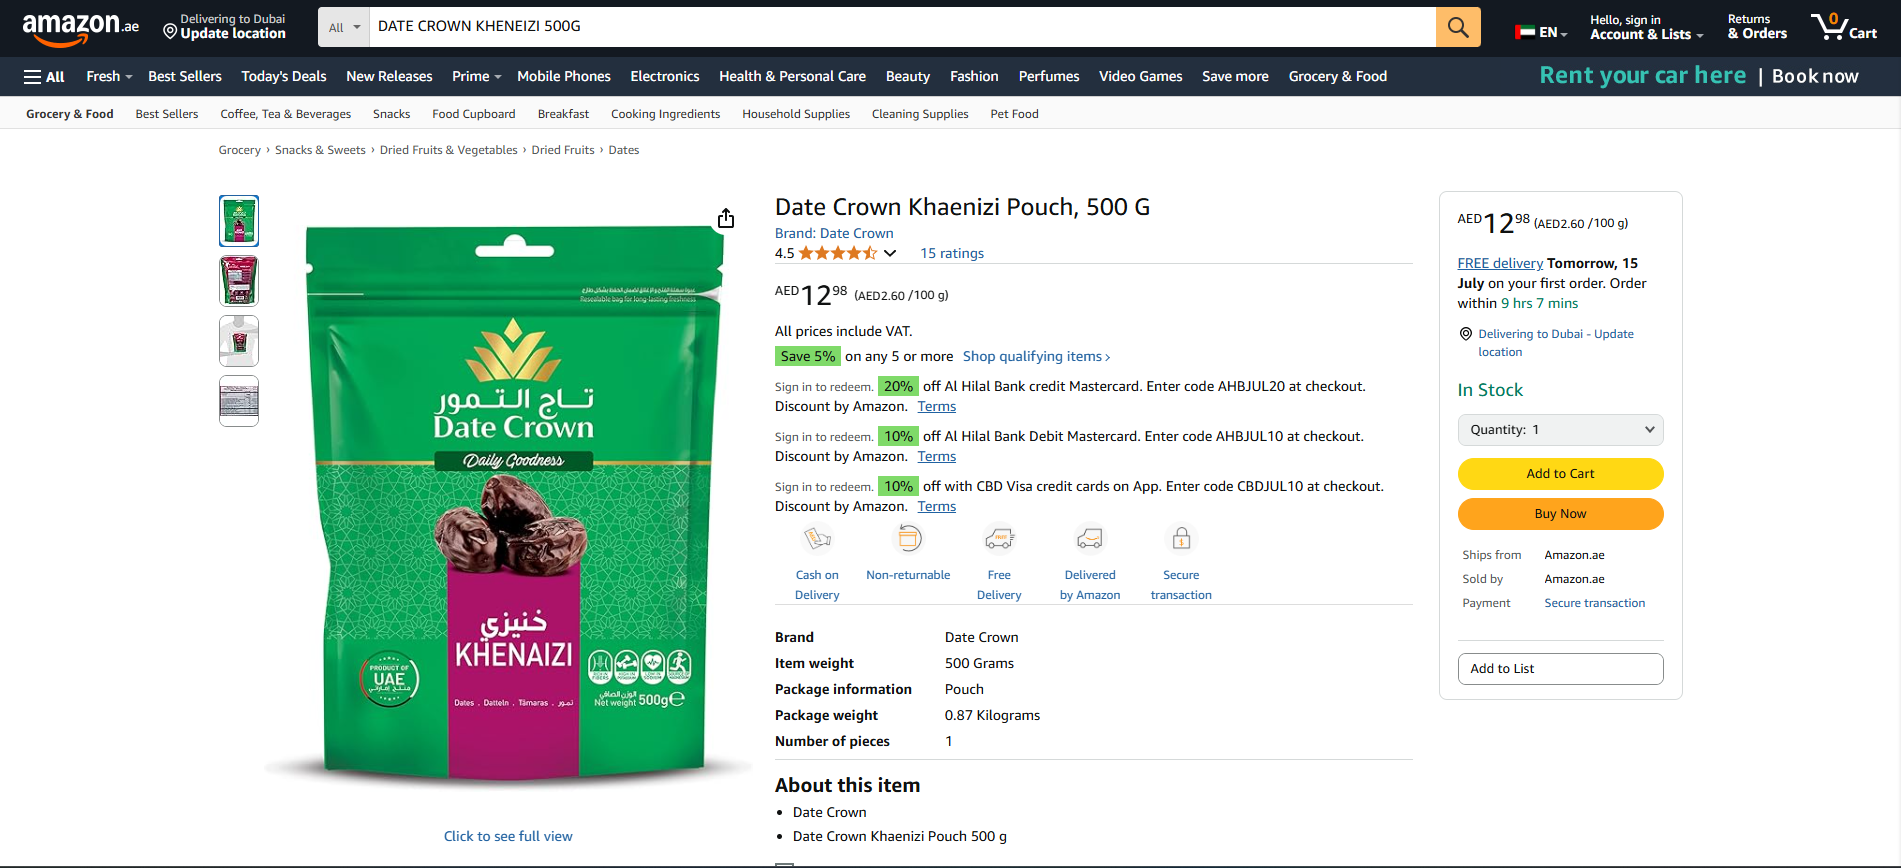 amazon.ae
Delivering to Dubai
Update location
All
DATE CROWN KHENEIZI 500G
EN
Hello, sign in
Account & Lists
Returns
& Orders
0
Cart
All
Fresh
Best Sellers
Today's Deals
New Releases
Prime
Mobile Phones
Electronics
Health & Personal Care
Beauty
Fashion
Perfumes
Video Games
Save more
Grocery & Food
Rent your car here | Book now
Grocery & Food
Best Sellers
Coffee, Tea & Beverages
Snacks
Food Cupboard
Breakfast
Cooking Ingredients
Household Supplies
Cleaning Supplies
Pet Food
Grocery › Snacks & Sweets › Dried Fruits & Vegetables › Dried Fruits › Dates
Resealable bag for long-lasting freshness
تاج التمور
Date Crown
Daily Goodness
خنيزي
KHENAIZI
PRODUCT OF
UAE
منتج إماراتي
Dates . Datteln . Tâmaras . تمور
الوزن الصافي
Net weight 500g e
Click to see full view
Date Crown Khaenizi Pouch, 500 G
Brand: Date Crown
4.5
15 ratings
AED12.98 (AED2.60 /100 g)
All prices include VAT.
Save 5% on any 5 or more Shop qualifying items ›
Sign in to redeem. 20% off Al Hilal Bank credit Mastercard. Enter code AHBJUL20 at checkout.
Discount by Amazon. Terms
Sign in to redeem. 10% off Al Hilal Bank Debit Mastercard. Enter code AHBJUL10 at checkout.
Discount by Amazon. Terms
Sign in to redeem. 10% off with CBD Visa credit cards on App. Enter code CBDJUL10 at checkout.
Discount by Amazon. Terms
Cash on
Delivery
Non-returnable
Free
Delivery
Delivered
by Amazon
Secure
transaction
Brand Date Crown
Item weight 500 Grams
Package information Pouch
Package weight 0.87 Kilograms
Number of pieces 1
About this item
• Date Crown
• Date Crown Khaenizi Pouch 500 g
AED12.98 (AED2.60 /100 g)
FREE delivery Tomorrow, 15
July on your first order. Order
within 9 hrs 7 mins
Delivering to Dubai - Update
location
In Stock
Quantity: 1
Add to Cart
Buy Now
Ships from Amazon.ae
Sold by Amazon.ae
Payment Secure transaction
Add to List